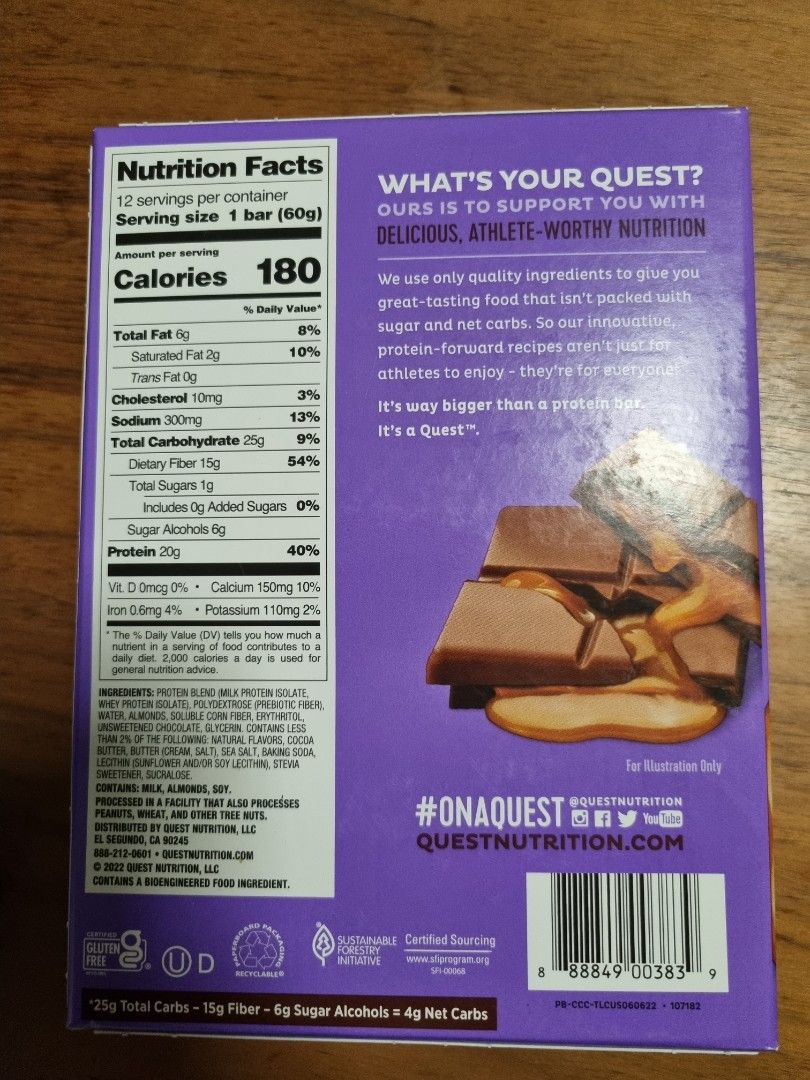 Nutrition Facts
12 servings per container
Serving size 1 bar (60g)
Amount per serving
Calories 180
% Daily Value*
Total Fat 6g 8%
Saturated Fat 2g 10%
Trans Fat 0g
Cholesterol 10mg 3%
Sodium 300mg 13%
Total Carbohydrate 25g 9%
Dietary Fiber 15g 54%
Total Sugars 1g
Includes 0g Added Sugars 0%
Sugar Alcohols 6g
Protein 20g 40%
Vit. D 0mcg 0% • Calcium 150mg 10%
Iron 0.6mg 4% • Potassium 110mg 2%
* The % Daily Value (DV) tells you how much a
nutrient in a serving of food contributes to a
daily diet. 2,000 calories a day is used for
general nutrition advice.
INGREDIENTS: PROTEIN BLEND (MILK PROTEIN ISOLATE,
WHEY PROTEIN ISOLATE), POLYDEXTROSE (PREBIOTIC FIBER),
WATER, ALMONDS, SOLUBLE CORN FIBER, ERYTHRITOL,
UNSWEETENED CHOCOLATE, GLYCERIN. CONTAINS LESS
THAN 2% OF THE FOLLOWING: NATURAL FLAVORS, COCOA
BUTTER, BUTTER (CREAM, SALT), SEA SALT, BAKING SODA,
LECITHIN (SUNFLOWER AND/OR SOY LECITHIN), STEVIA
SWEETENER, SUCRALOSE.
CONTAINS: MILK, ALMONDS, SOY.
PROCESSED IN A FACILITY THAT ALSO PROCESSES
PEANUTS, WHEAT, AND OTHER TREE NUTS.
DISTRIBUTED BY QUEST NUTRITION, LLC
EL SEGUNDO, CA 90245
888-212-0601 • QUESTNUTRITION.COM
© 2022 QUEST NUTRITION, LLC
CONTAINS A BIOENGINEERED FOOD INGREDIENT.
WHAT'S YOUR QUEST?
OURS IS TO SUPPORT YOU WITH
DELICIOUS, ATHLETE-WORTHY NUTRITION
We use only quality ingredients to give you
great-tasting food that isn't packed with
sugar and net carbs. So our innovative,
protein-forward recipes aren't just for
athletes to enjoy - they're for everyone.
It's way bigger than a protein bar.
It's a Quest™.
For Illustration Only
#ONAQUEST @QUESTNUTRITION
YouTube
QUESTNUTRITION.COM
CERTIFIED
GLUTEN
FREE
U D
PAPERBOARD PACKAGING
RECYCLABLE®
SUSTAINABLE
FORESTRY
INITIATIVE
Certified Sourcing
www.sfiprogram.org
SFI-00068
8 88849 00383 9
PB-CCC-TLCUS060622 • 107182
*25g Total Carbs – 15g Fiber – 6g Sugar Alcohols = 4g Net Carbs